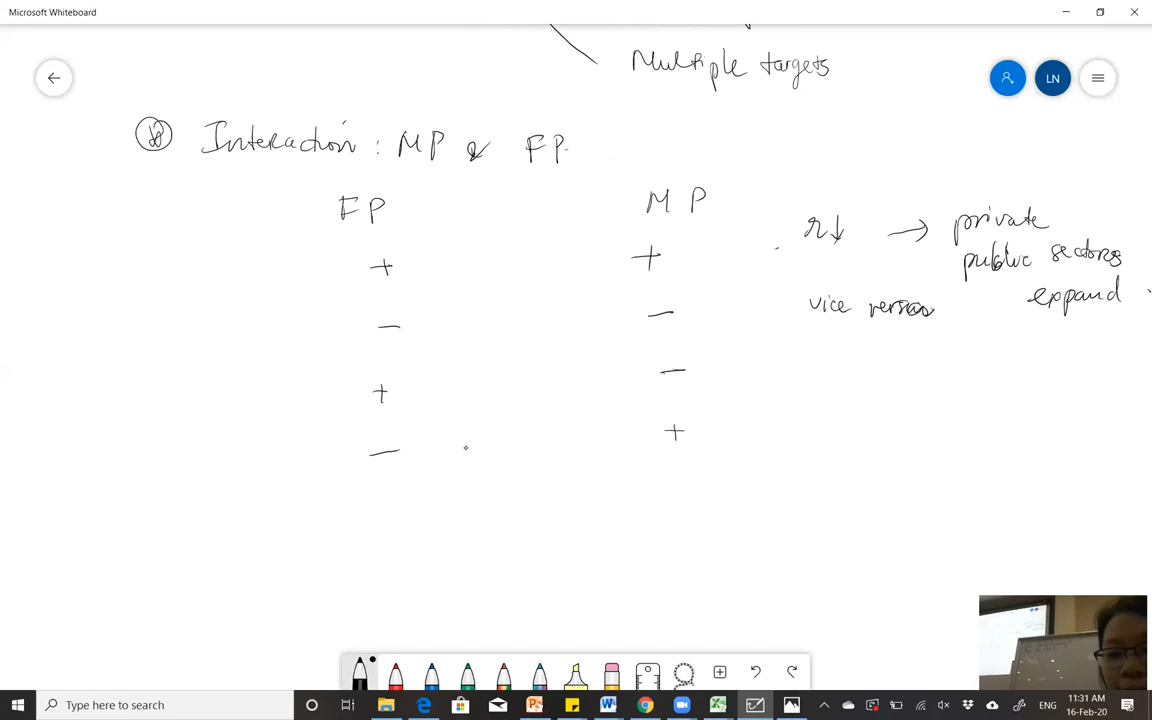 Microsoft Whiteboard
Multiple targets
Interaction : MP & FP
FP MP
+ + r↓ → private
public sectors
expand
- - vice versa
+ -
- +
LN
Type here to search
ENG
11:31 AM
16-Feb-20